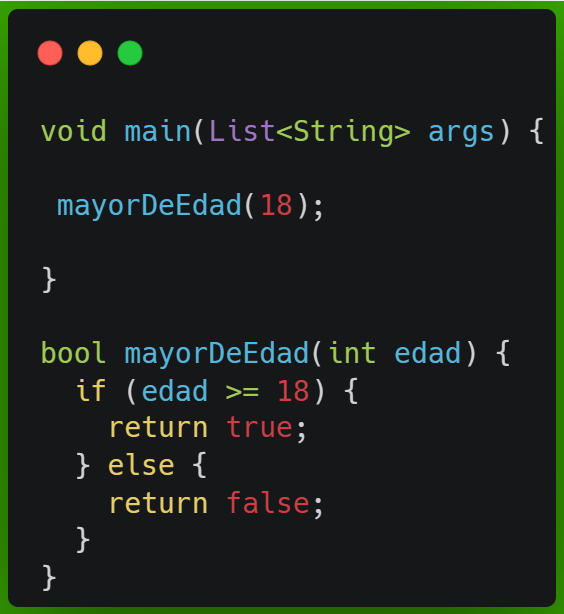 void main(List<String> args) {
mayorDeEdad(18);
}
bool mayorDeEdad(int edad) {
if (edad >= 18) {
return true;
} else {
return false;
}
}